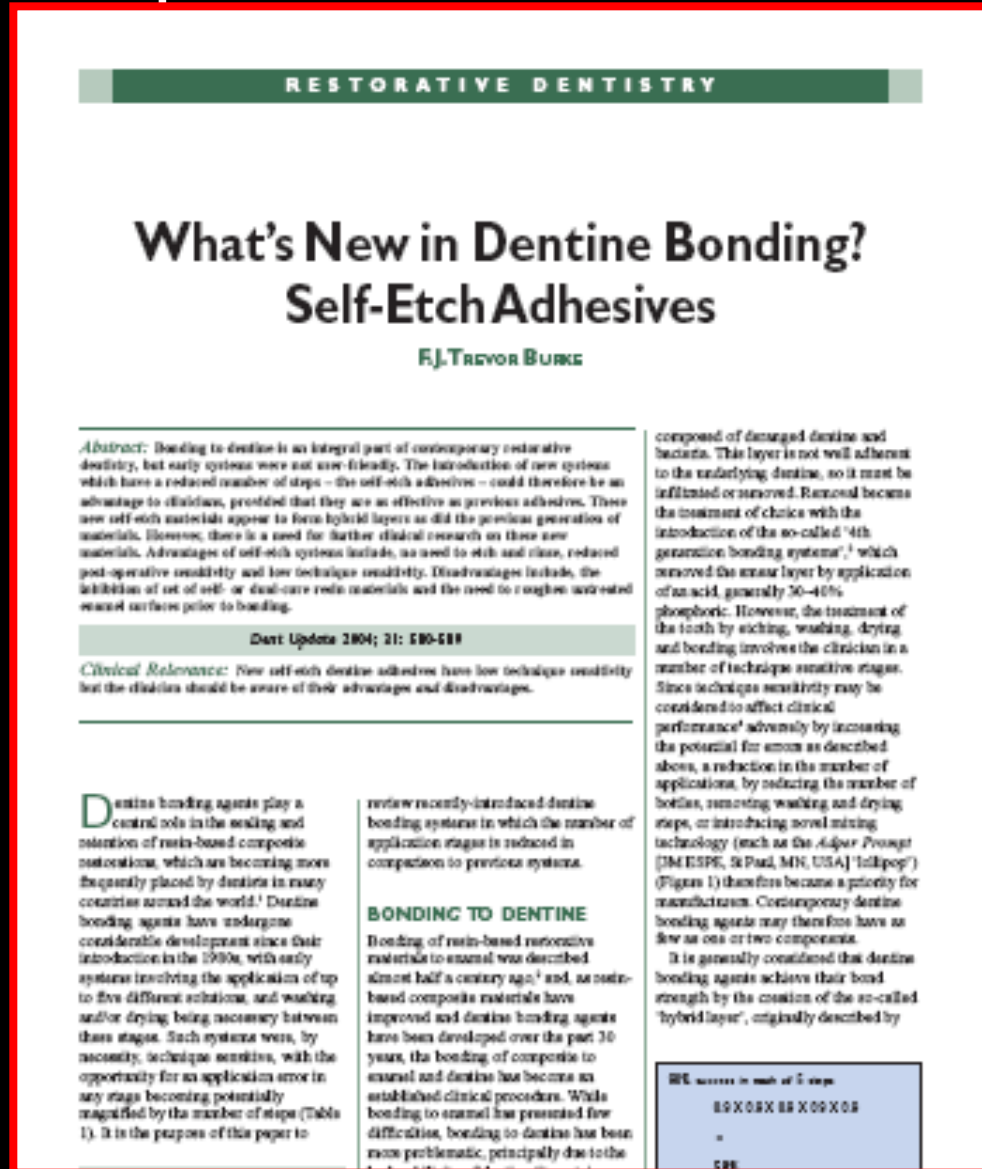 RESTORATIVE DENTISTRY
What's New in Dentine Bonding?
Self-Etch Adhesives
F.J. TREVOR BURKE
Abstract: Bonding to dentine is an integral part of contemporary restorative
dentistry, but early systems were not user-friendly. The introduction of new systems
which have a reduced number of steps – the self-etch adhesives – could therefore be an
advantage to clinicians, provided that they are as effective as previous adhesives. These
new self-etch materials appear to form hybrid layers as did the previous generation of
materials. However, there is a need for further clinical research on these new
materials. Advantages of self-etch systems include, no need to etch and rinse, reduced
post-operative sensitivity and low technique sensitivity. Disadvantages include, the
inhibition of set of self- or dual-cure resin materials and the need to roughen untreated
enamel surfaces prior to bonding.
Dent Update 2004; 31: 580-589
Clinical Relevance: New self-etch dentine adhesives have low technique sensitivity
but the clinician should be aware of their advantages and disadvantages.
Dentine bonding agents play a
central role in the sealing and
retention of resin-based composite
restorations, which are becoming more
frequently placed by dentists in many
countries around the world.¹ Dentine
bonding agents have undergone
considerable development since their
introduction in the 1980s, with early
systems involving the application of up
to five different solutions, and washing
and/or drying being necessary between
these stages. Such systems were, by
necessity, technique sensitive, with the
opportunity for an application error in
any stage becoming potentially
magnified by the number of steps (Table
1). It is the purpose of this paper to
review recently-introduced dentine
bonding systems in which the number of
application stages is reduced in
comparison to previous systems.
BONDING TO DENTINE
Bonding of resin-based restorative
materials to enamel was described
almost half a century ago,² and, as resin-
based composite materials have
improved and dentine bonding agents
have been developed over the past 30
years, the bonding of composite to
enamel and dentine has become an
established clinical procedure. While
bonding to enamel has presented few
difficulties, bonding to dentine has been
more problematic, principally due to the
composed of deranged dentine and
bacteria. This layer is not well adherent
to the underlying dentine, so it must be
infiltrated or removed. Removal became
the treatment of choice with the
introduction of the so-called '4th
generation bonding systems',³ which
removed the smear layer by application
of an acid, generally 30–40%
phosphoric. However, the treatment of
the tooth by etching, washing, drying
and bonding involves the clinician in a
number of technique sensitive stages.
Since technique sensitivity may be
considered to affect clinical
performance⁴ adversely by increasing
the potential for errors as described
above, a reduction in the number of
applications, by reducing the number of
bottles, removing washing and drying
steps, or introducing novel mixing
technology (such as the Adper Prompt
[3M ESPE, St Paul, MN, USA] 'lollipop')
(Figure 1) therefore became a priority for
manufacturers. Contemporary dentine
bonding agents may therefore have as
few as one or two components.
It is generally considered that dentine
bonding agents achieve their bond
strength by the creation of the so-called
'hybrid layer', originally described by
90% success in each of 5 steps
0.9 X 0.9 X 0.9 X 0.9 X 0.9
=